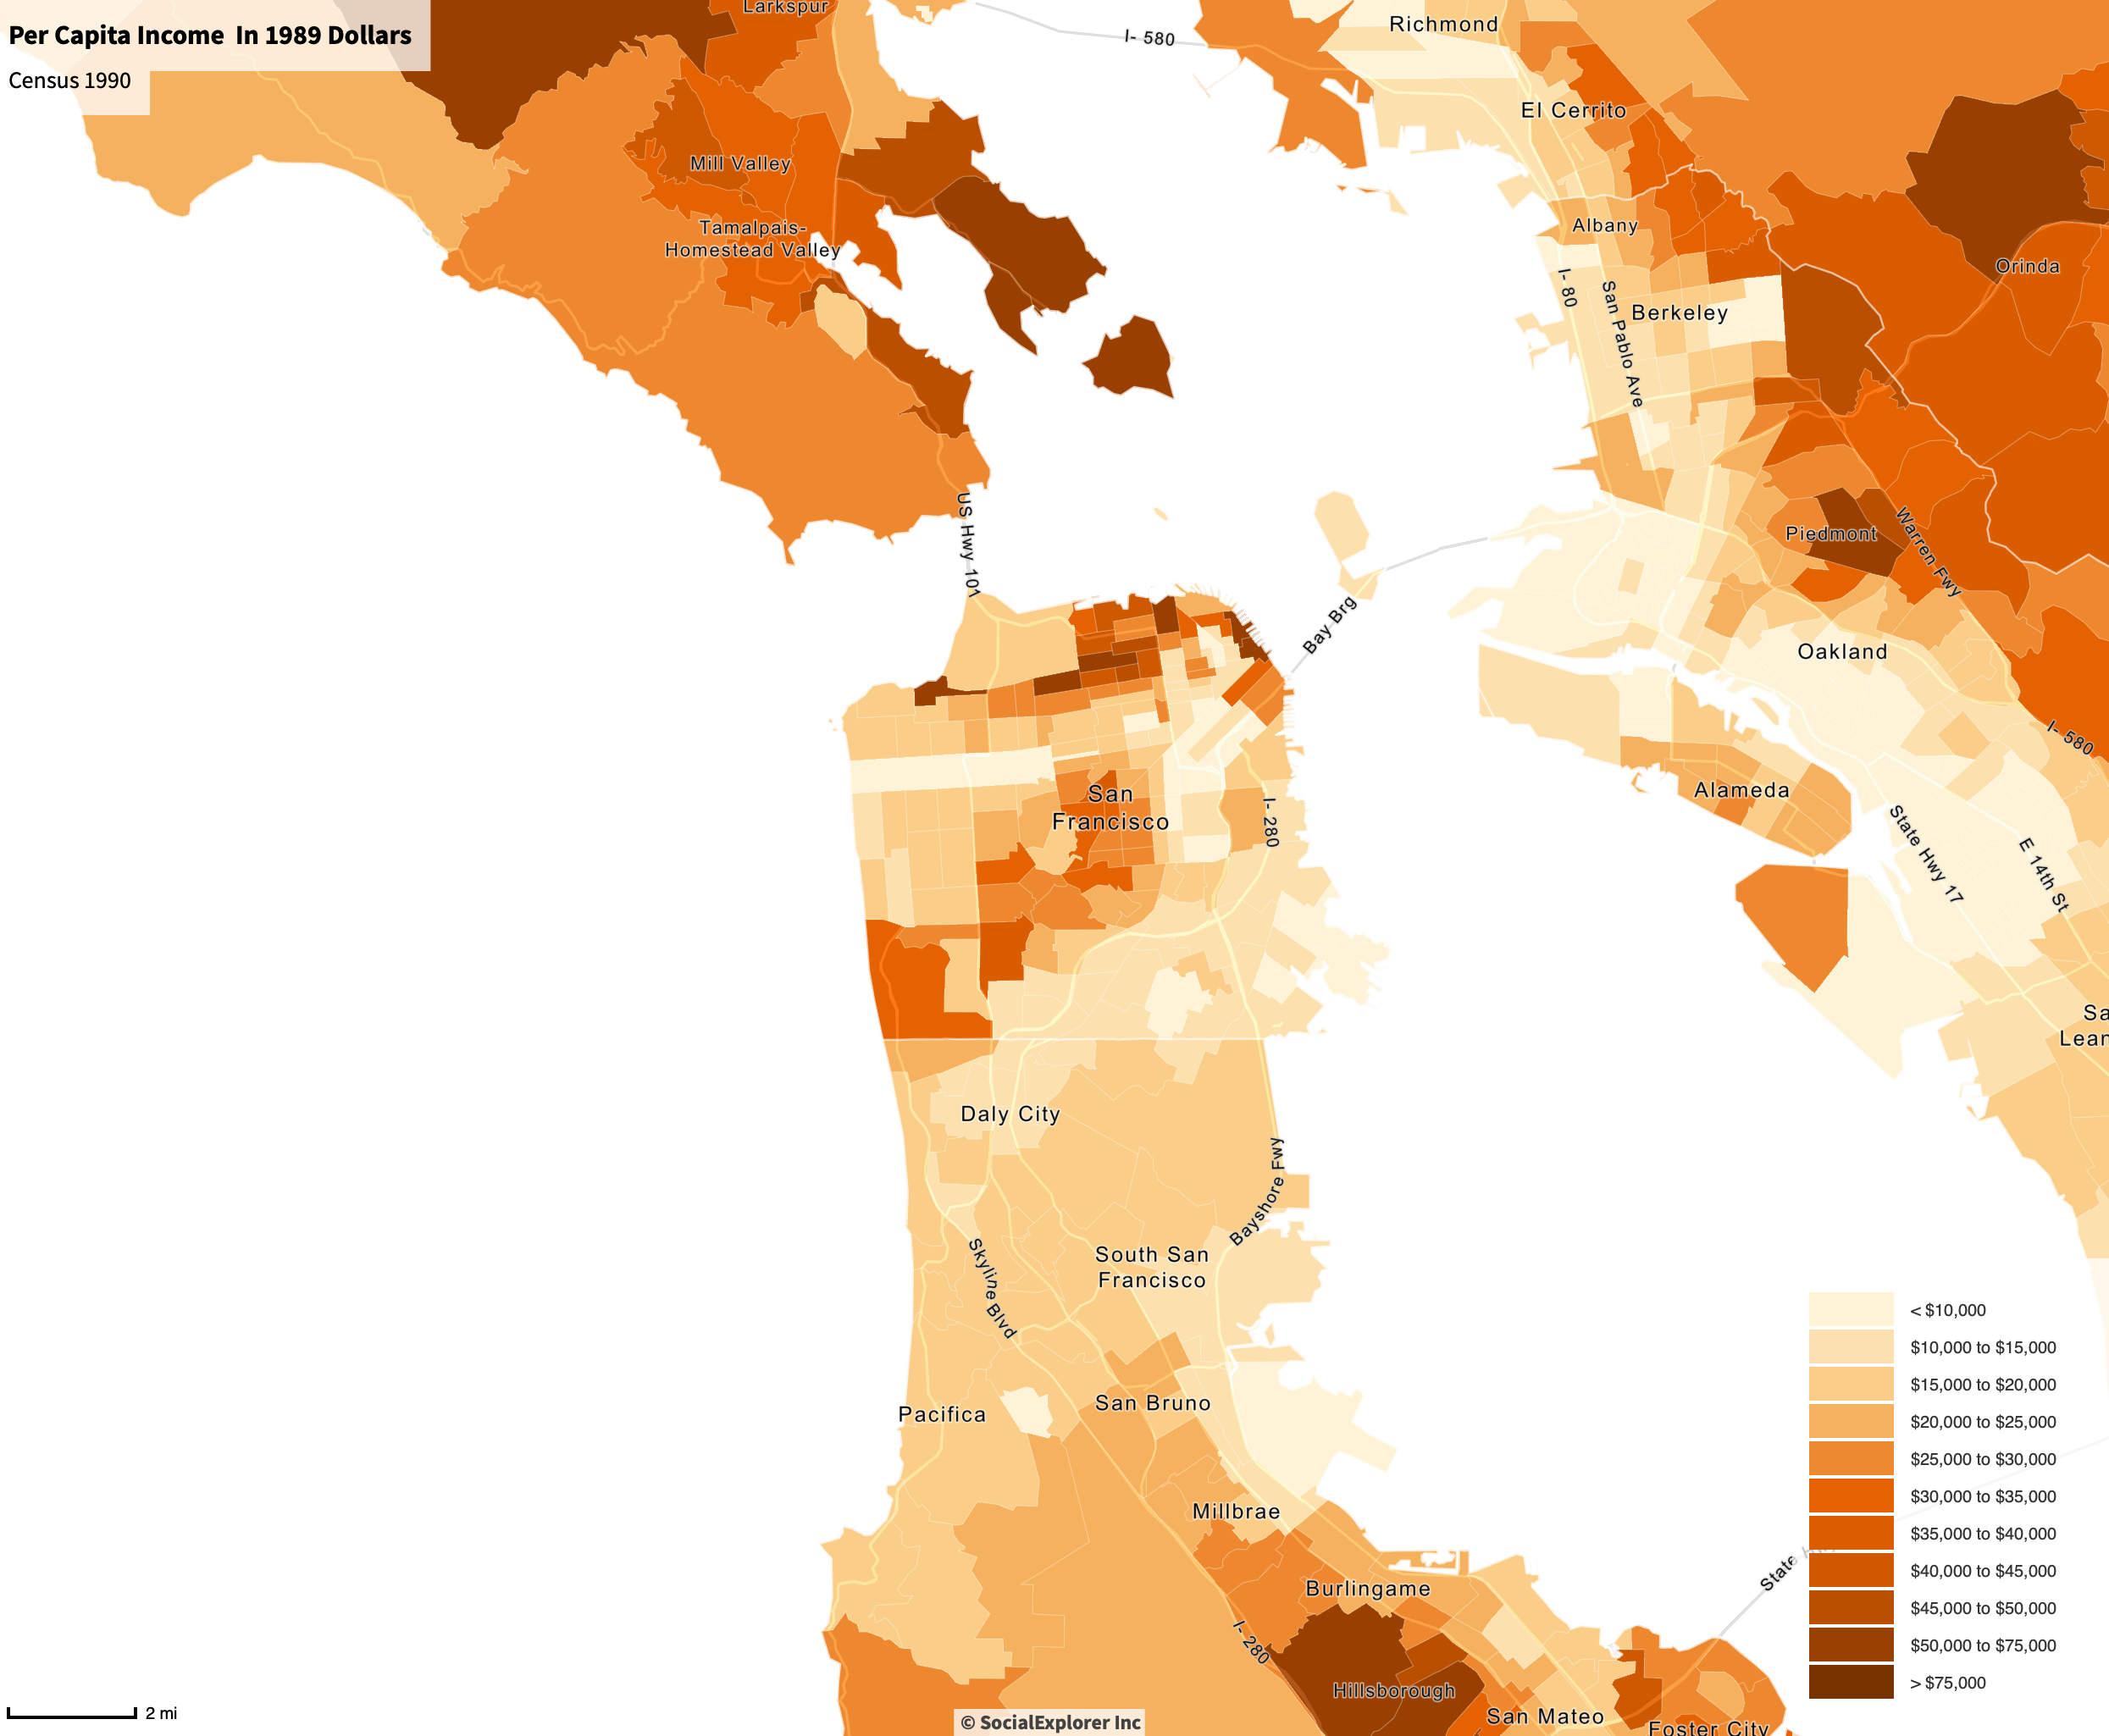 Per Capita Income In 1989 Dollars
Census 1990
Larkspur
I- 580
Richmond
El Cerrito
Mill Valley
Tamalpais-
Homestead Valley
Albany
Orinda
I- 80
San Pablo Ave
Berkeley
US Hwy 101
Piedmont
Warren Fwy
Bay Brg
Oakland
I- 580
San
Francisco
I- 280
Alameda
State Hwy 17
E 14th St
Sa
Lean
Daly City
Bayshore Fwy
South San
Francisco
Skyline Blvd
Pacifica
San Bruno
Millbrae
Burlingame
I- 280
Hillsborough
San Mateo
Foster City
State
< $10,000
$10,000 to $15,000
$15,000 to $20,000
$20,000 to $25,000
$25,000 to $30,000
$30,000 to $35,000
$35,000 to $40,000
$40,000 to $45,000
$45,000 to $50,000
$50,000 to $75,000
> $75,000
2 mi
© SocialExplorer Inc